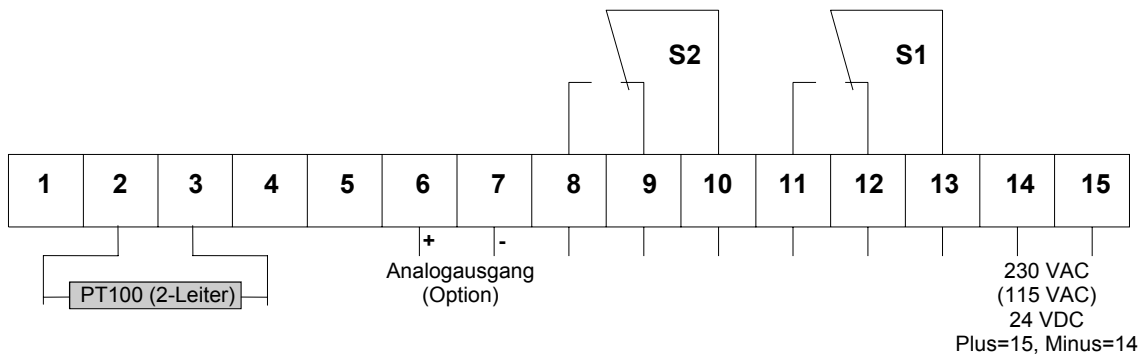 S2
S1
1 2 3 4 5 6 7 8 9 10 11 12 13 14 15
+ -
PT100 (2-Leiter)
Analogausgang
(Option)
230 VAC
(115 VAC)
24 VDC
Plus=15, Minus=14